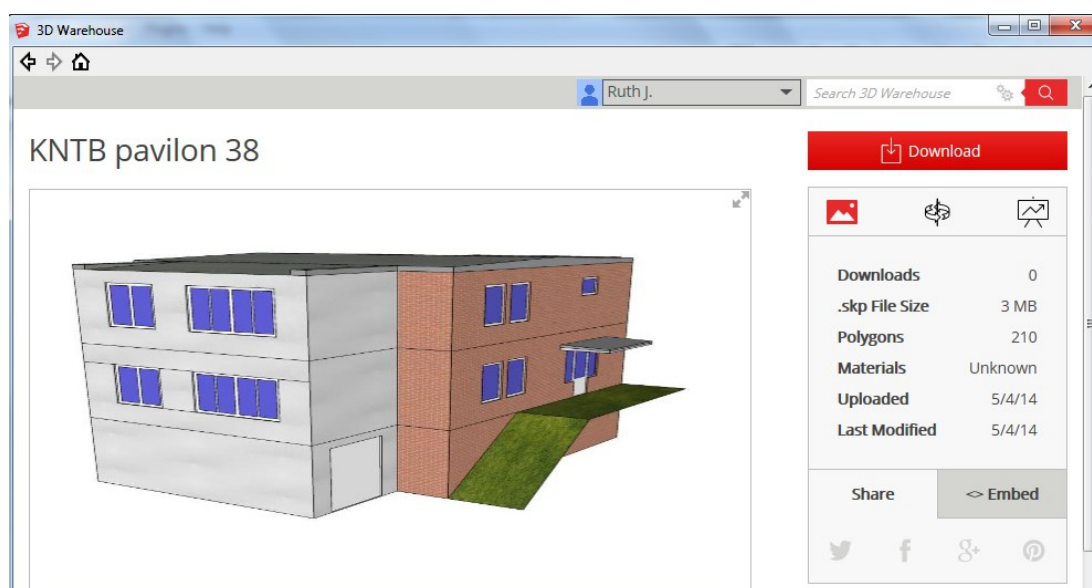 3D Warehouse
Ruth J.
Search 3D Warehouse
KNTB pavilon 38
Download
Downloads 0
.skp File Size 3 MB
Polygons 210
Materials Unknown
Uploaded 5/4/14
Last Modified 5/4/14
Share <> Embed